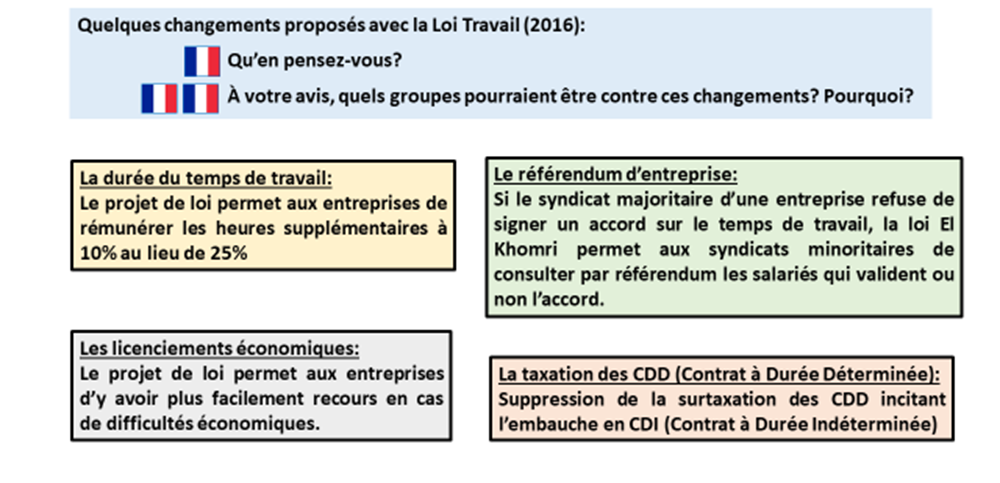 Quelques changements proposés avec la Loi Travail (2016):
Qu'en pensez-vous?
À votre avis, quels groupes pourraient être contre ces changements? Pourquoi?
La durée du temps de travail:
Le projet de loi permet aux entreprises de
rémunérer les heures supplémentaires à
10% au lieu de 25%
Le référendum d'entreprise:
Si le syndicat majoritaire d'une entreprise refuse de
signer un accord sur le temps de travail, la loi El
Khomri permet aux syndicats minoritaires de
consulter par référendum les salariés qui valident ou
non l'accord.
Les licenciements économiques:
Le projet de loi permet aux entreprises
d'y avoir plus facilement recours en cas
de difficultés économiques.
La taxation des CDD (Contrat à Durée Déterminée):
Suppression de la surtaxation des CDD incitant
l'embauche en CDI (Contrat à Durée Indéterminée)